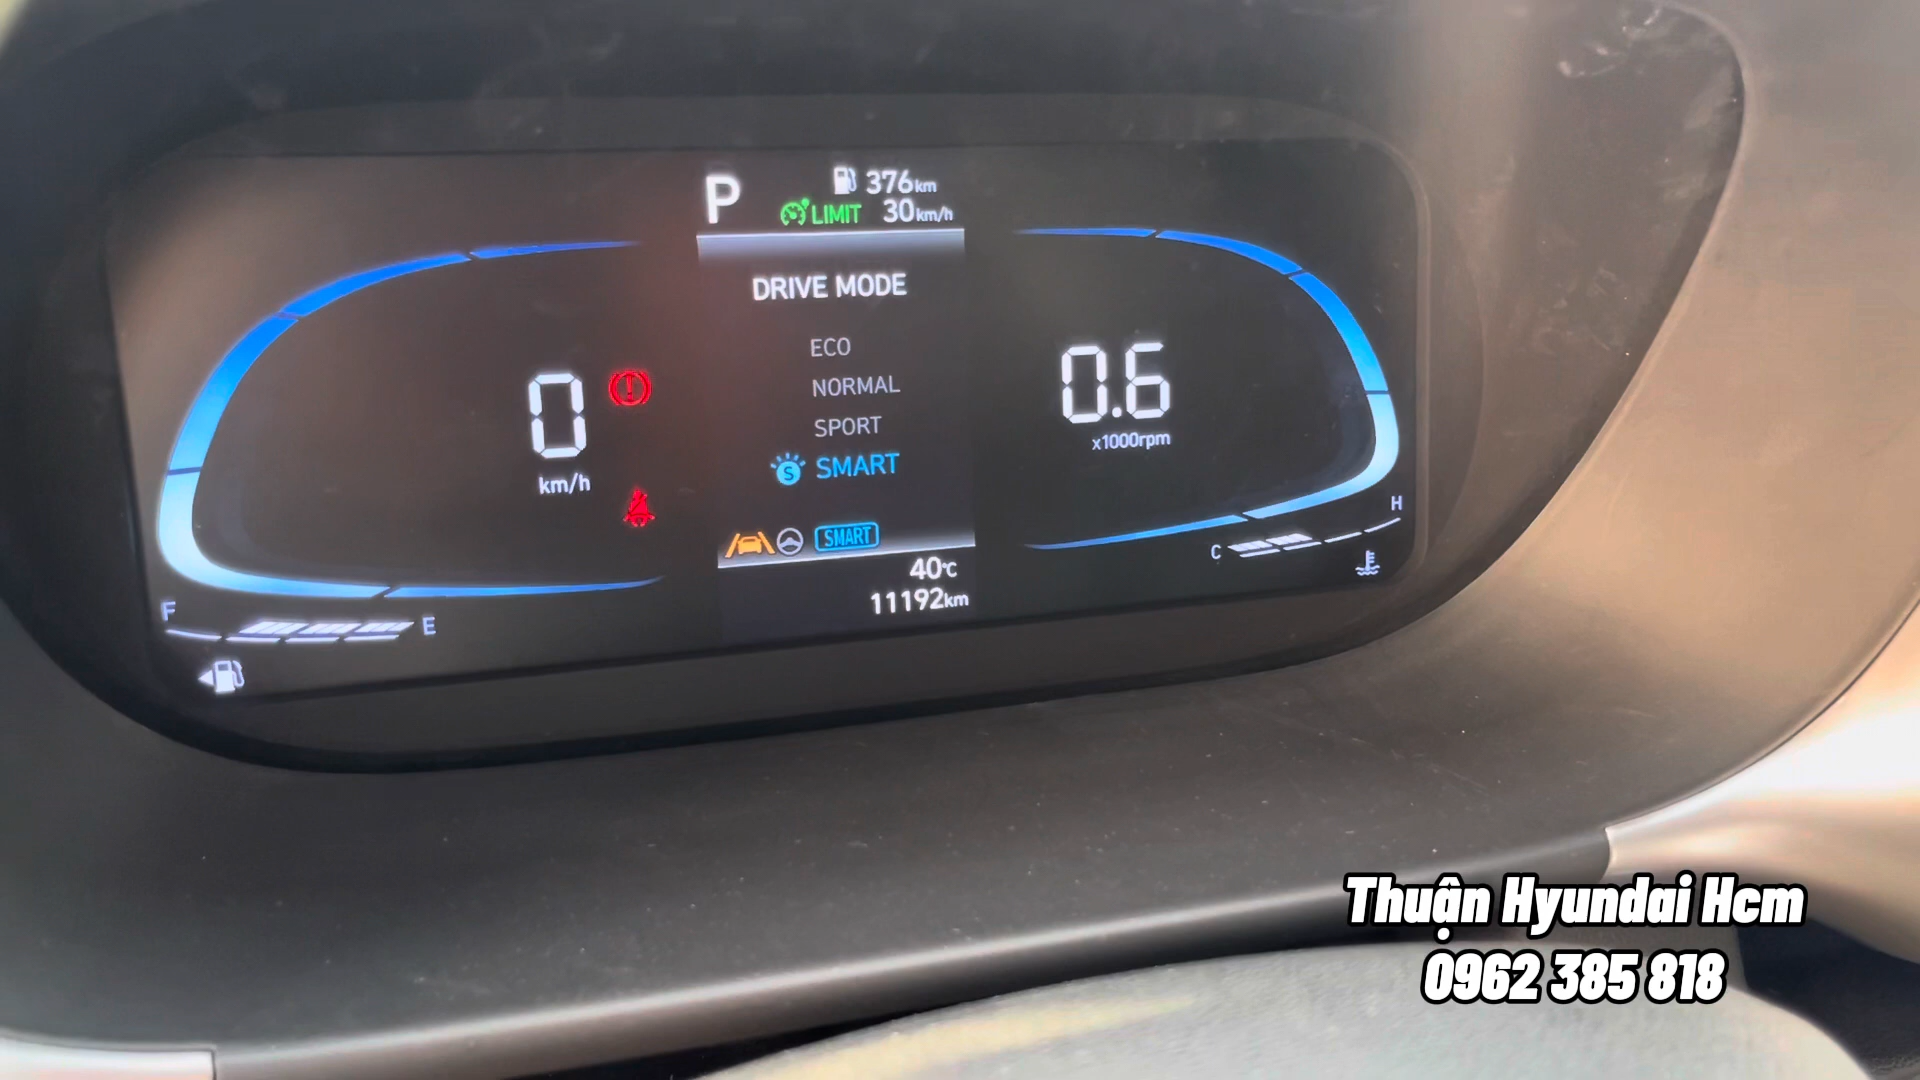 P
376km
LIMIT 30km/h
DRIVE MODE
ECO
NORMAL
SPORT
S SMART
0
km/h
0.6
x1000rpm
SMART
40°C
11192km
F
E
C
H
Thuận Hyundai Hcm
0962 385 818